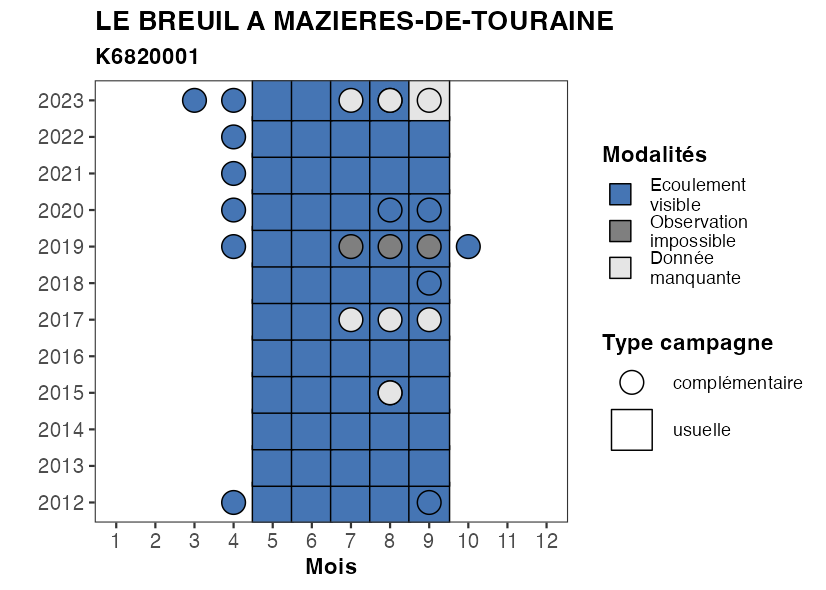 LE BREUIL A MAZIERES-DE-TOURAINE
K6820001
2023
2022
2021
2020
2019
2018
2017
2016
2015
2014
2013
2012
1 2 3 4 5 6 7 8 9 10 11 12
Mois
Modalités
Ecoulement
visible
Observation
impossible
Donnée
manquante
Type campagne
complémentaire
usuelle